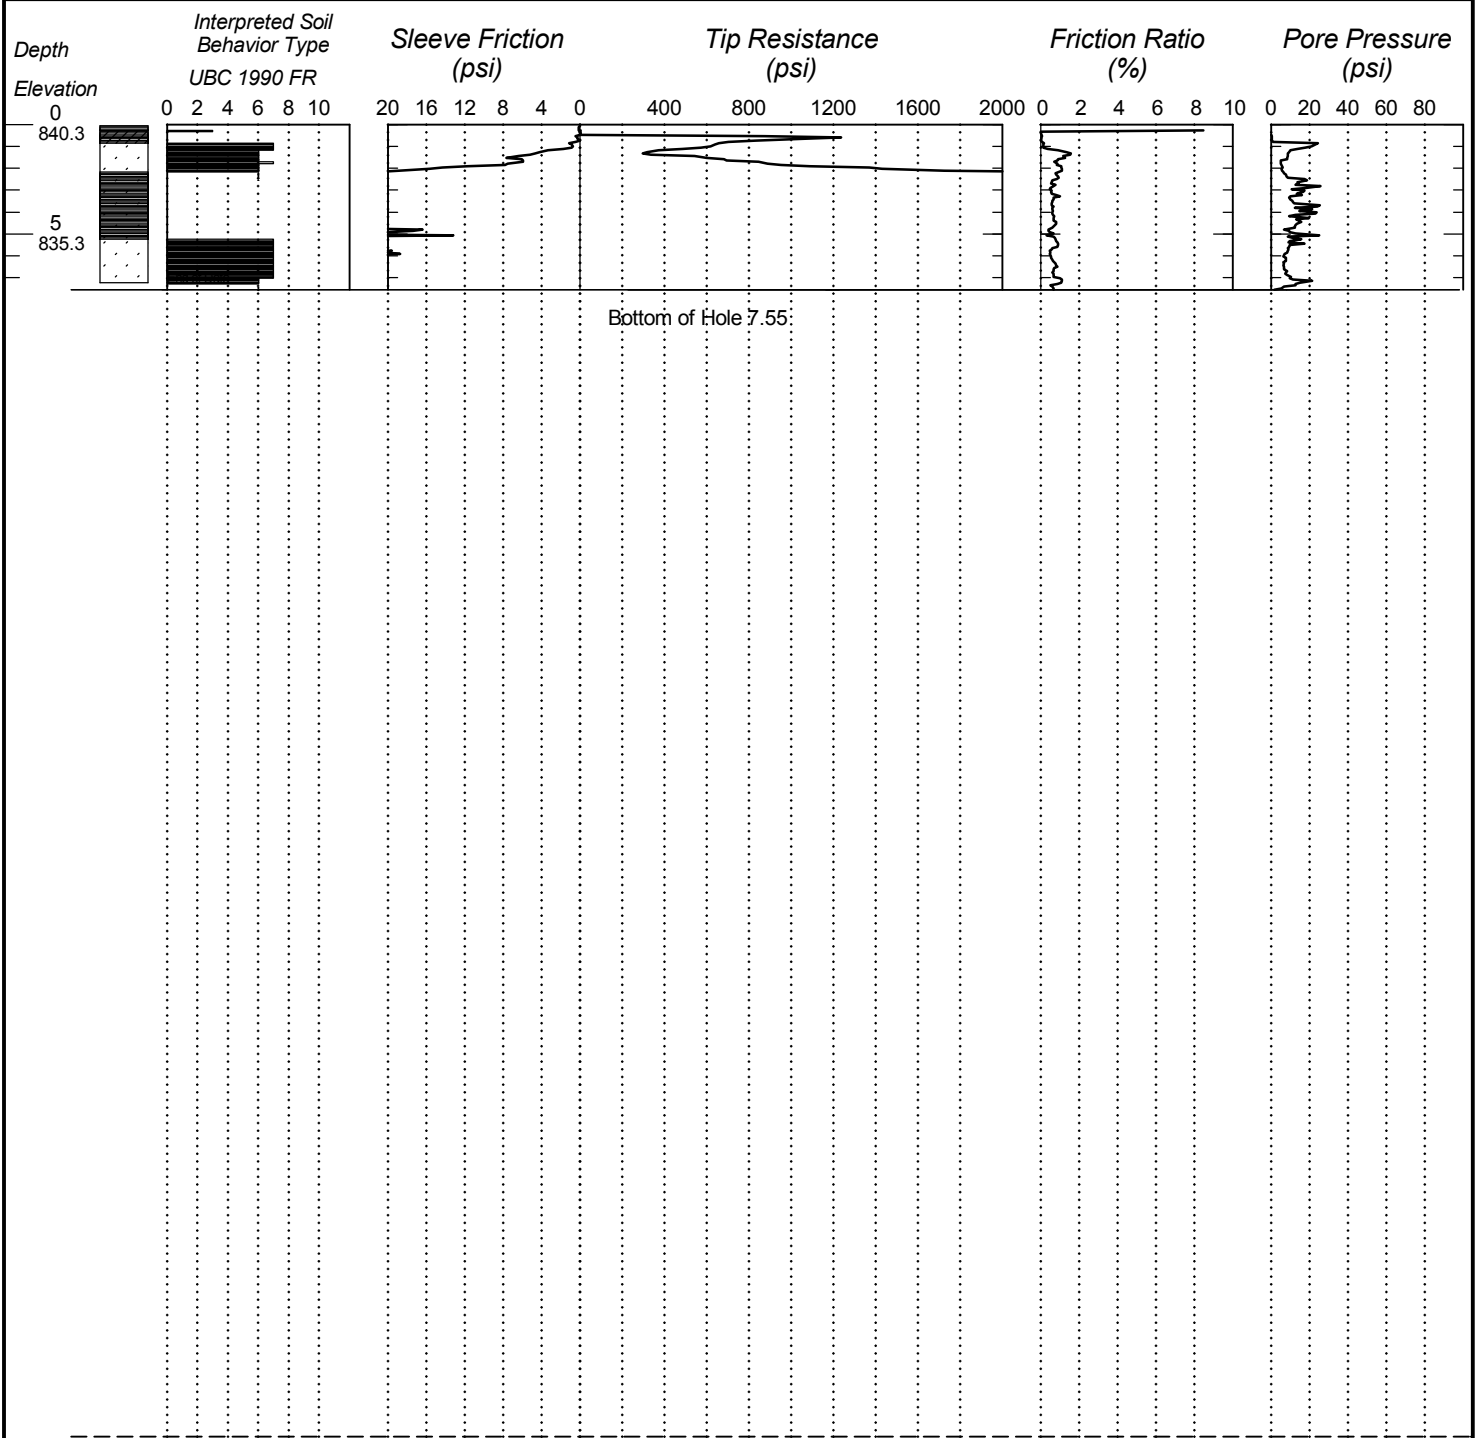 Depth
Elevation
Interpreted Soil
Behavior Type
UBC 1990 FR
Sleeve Friction
(psi)
Tip Resistance
(psi)
Friction Ratio
(%)
Pore Pressure
(psi)
0 2 4 6 8 10
20 16 12 8 4 0
400 800 1200 1600 2000
0 2 4 6 8 10
0 20 40 60 80
0
840.3
5
835.3
Bottom of Hole 7.55